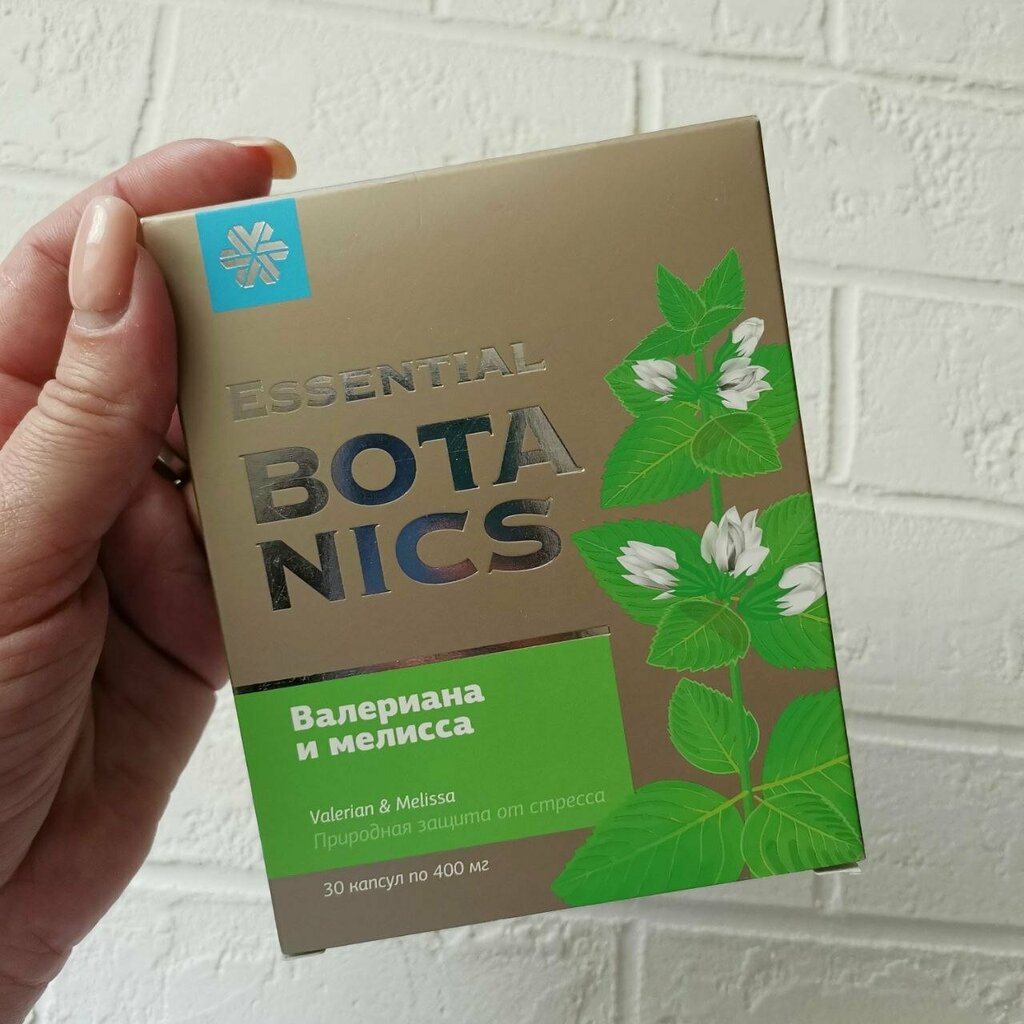 ESSENTIAL
BOTA
NICS
Валериана
и мелисса
Valerian & Melissa
Природная защита от стресса
30 капсул по 400 мг